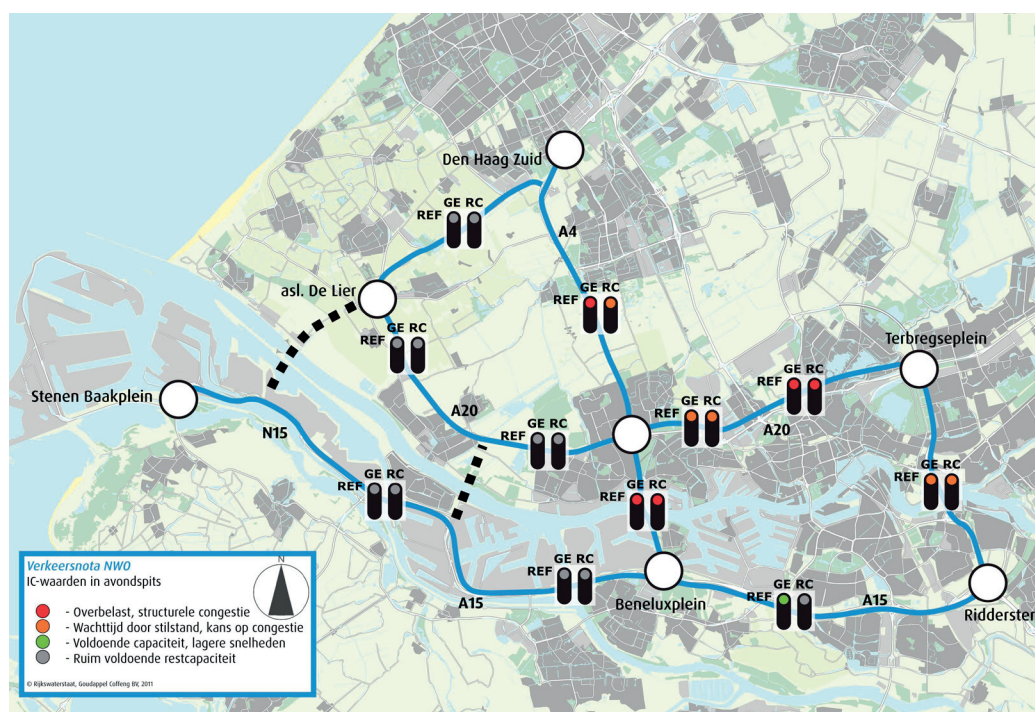 Den Haag Zuid
GE RC
REF
A4
asl. De Lier
GE RC
REF
GE RC
REF
Terbregseplein
GE RC
REF
Stenen Baakplein
A20
GE RC
REF
A20
N15
GE RC
REF
GE RC
REF
GE RC
REF
GE RC
REF
GE RC
REF
A15
Beneluxplein
GE RC
REF
A15
Ridderster
Verkeersnota NWO
IC-waarden in avondspits
N
- Overbelast, structurele congestie
- Wachttijd door stilstand, kans op congestie
- Voldoende capaciteit, lagere snelheden
- Ruim voldoende restcapaciteit
© Rijkswaterstaat, Goudappel Coffeng BV, 2011